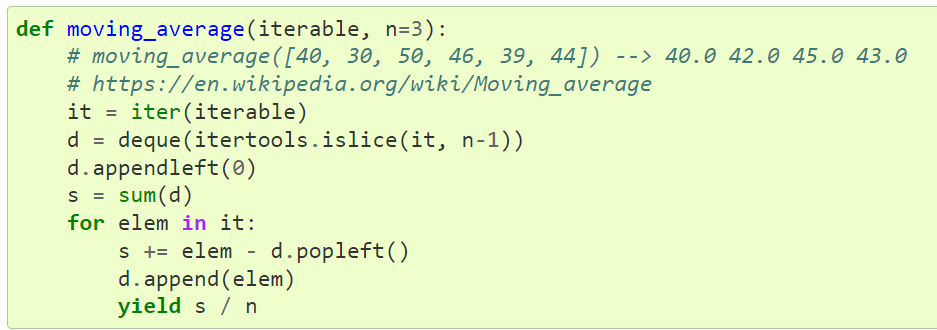 def moving_average(iterable, n=3):
    # moving_average([40, 30, 50, 46, 39, 44]) --> 40.0 42.0 45.0 43.0
    # https://en.wikipedia.org/wiki/Moving_average
    it = iter(iterable)
    d = deque(itertools.islice(it, n-1))
    d.appendleft(0)
    s = sum(d)
    for elem in it:
        s += elem - d.popleft()
        d.append(elem)
        yield s / n